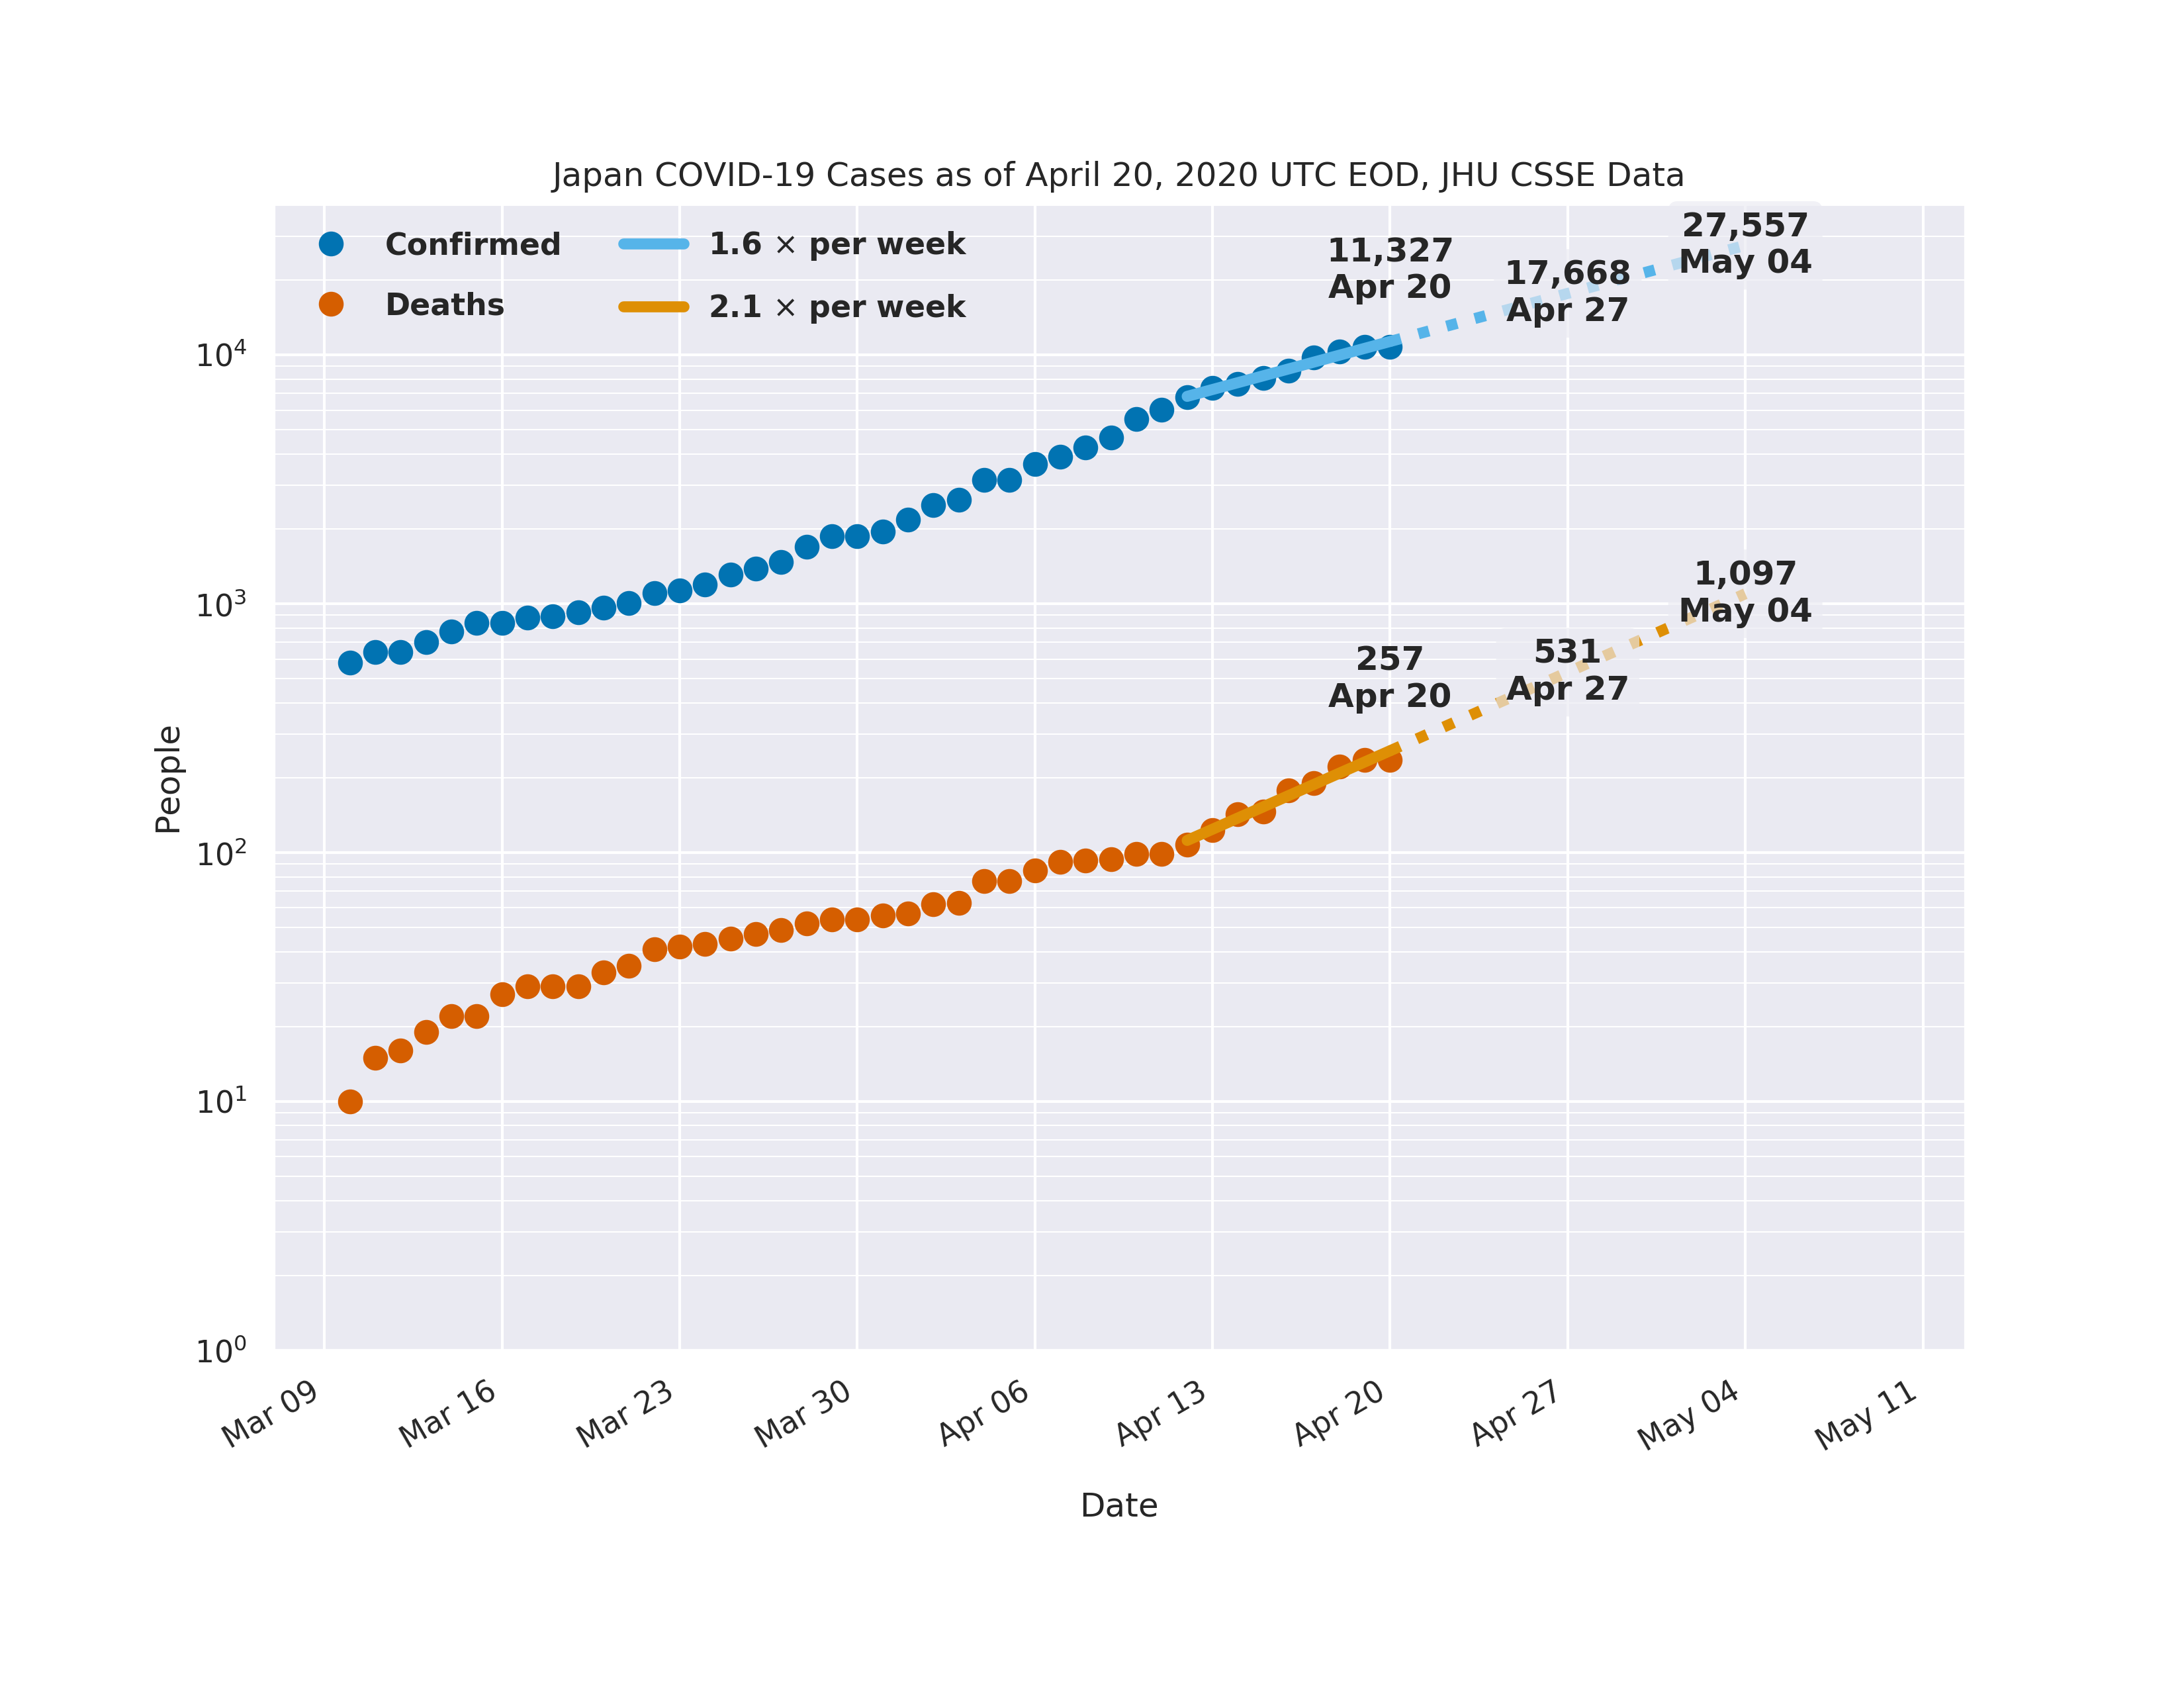 Japan COVID-19 Cases as of April 20, 2020 UTC EOD, JHU CSSE Data
Confirmed
Deaths
1.6 × per week
2.1 × per week
11,327
Apr 20
17,668
Apr 27
27,557
May 04
257
Apr 20
531
Apr 27
1,097
May 04
People
10⁴
10³
10²
10¹
10⁰
Mar 09
Mar 16
Mar 23
Mar 30
Apr 06
Apr 13
Apr 20
Apr 27
May 04
May 11
Date